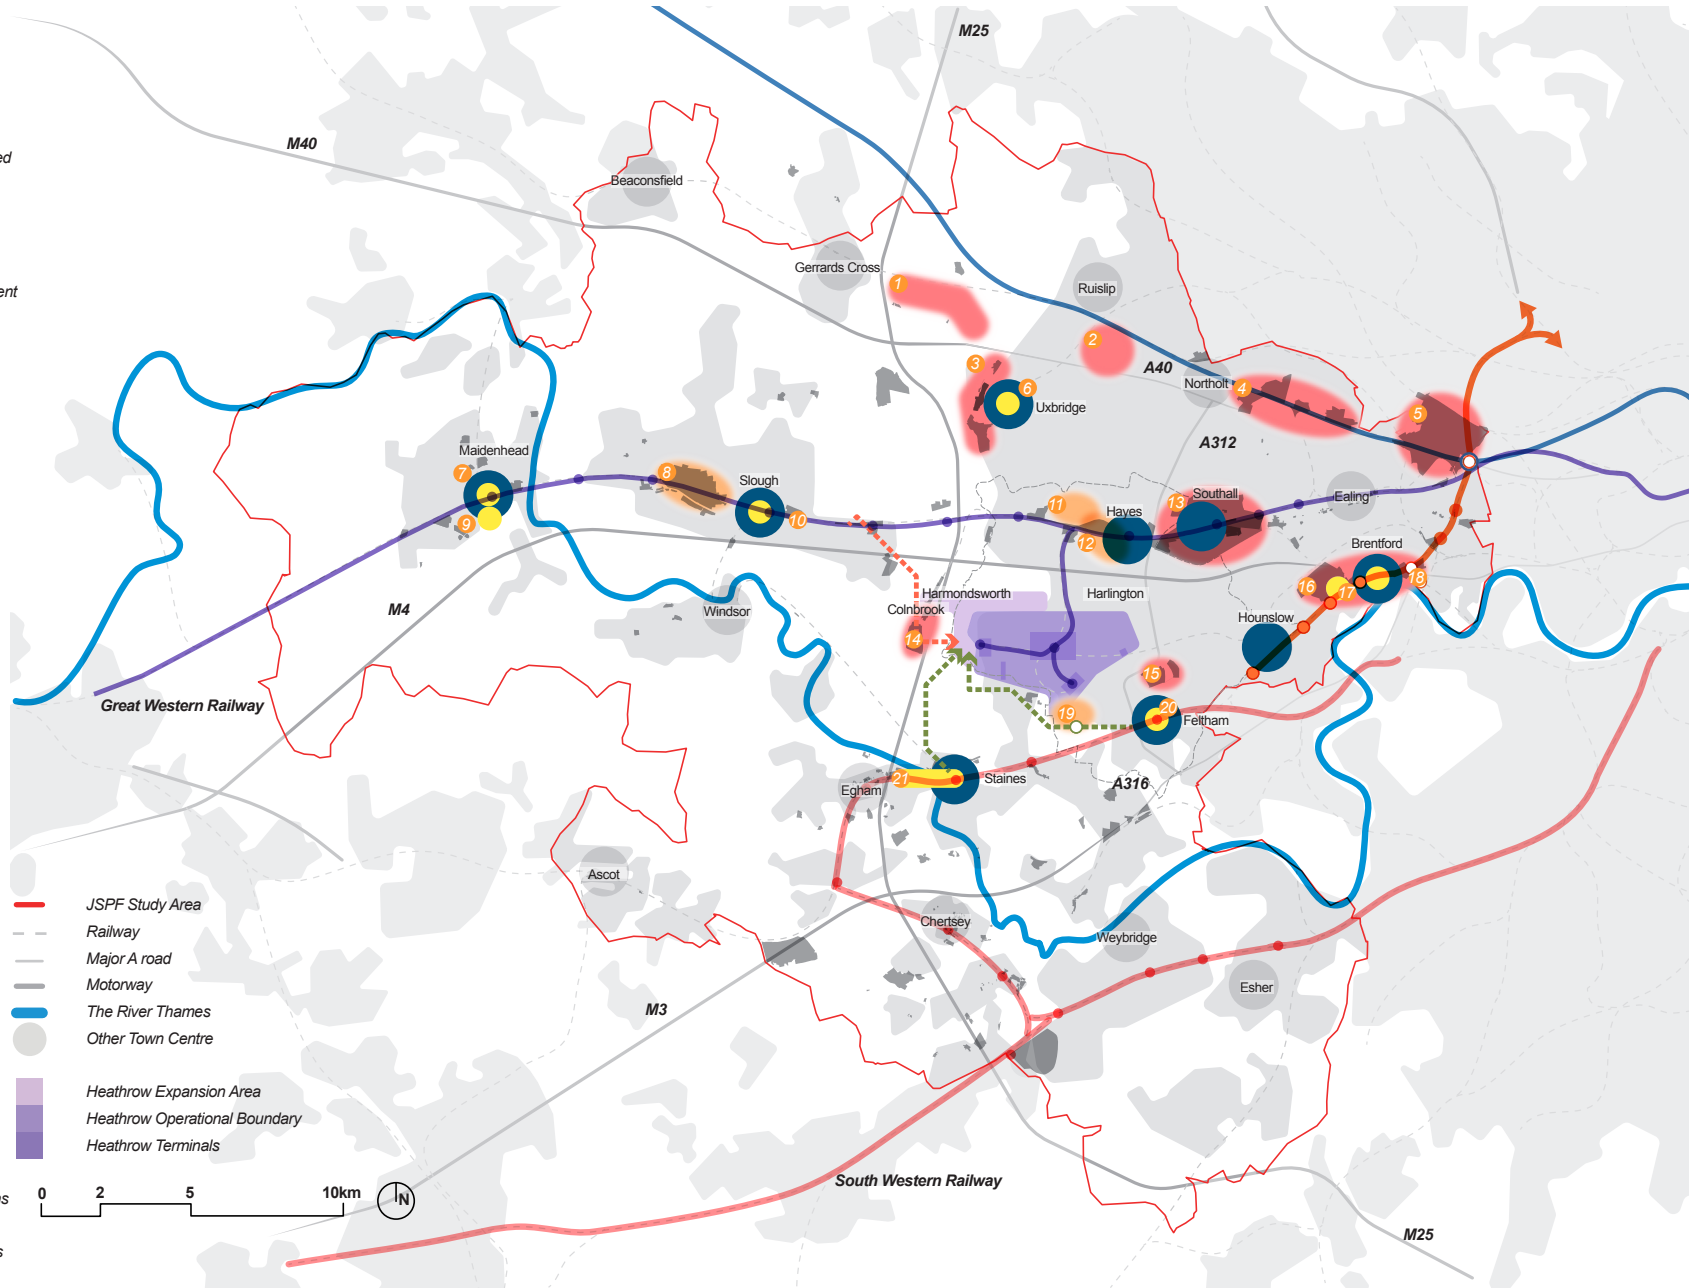 M25
M40
ed
Beaconsfield
Gerrards Cross
ent
1
Ruislip
2
A40
3
Northolt
4
6
Uxbridge
5
A312
Maidenhead
7
8
Slough
Southall
Ealing
9
10
11
13
Hayes
12
Brentford
16
17
18
M4
Windsor
Harmondsworth
Harlington
Colnbrook
Hounslow
14
15
Great Western Railway
19
20
Feltham
21
Staines
Egham
A316
Ascot
JSPF Study Area
Railway
Major A road
Motorway
The River Thames
Other Town Centre
Chertsey
Weybridge
Esher
M3
Heathrow Expansion Area
Heathrow Operational Boundary
Heathrow Terminals
South Western Railway
ns
0 2 5 10km
N
s
M25